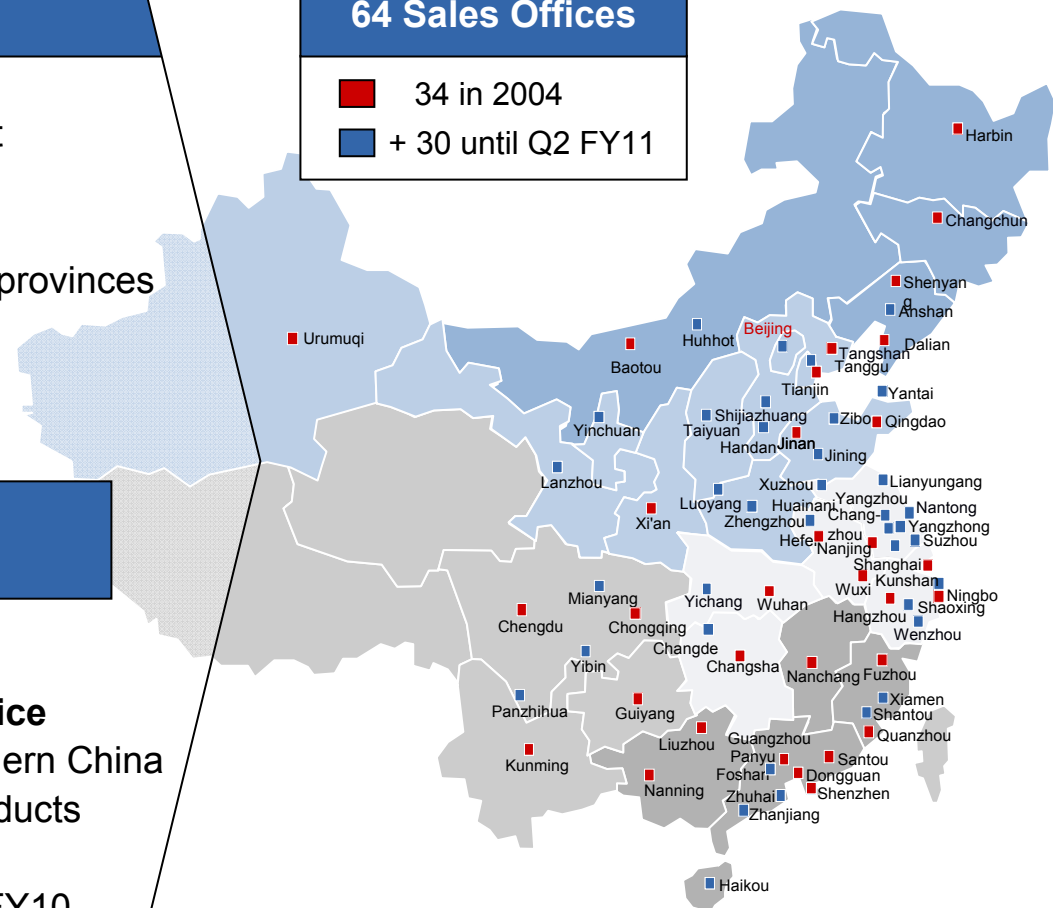 64 Sales Offices
34 in 2004
+ 30 until Q2 FY11
provinces
ice
ern China
ducts
FY10
Harbin
Changchun
Shenyan
g
Anshan
Dalian
Urumuqi
Huhhot
Beijing
Baotou
Tangshan
Tanggu
Tianjin
Yantai
Yinchuan
Shijiazhuang
Taiyuan
Zibo
Qingdao
Handan
Jinan
Jining
Lanzhou
Xuzhou
Lianyungang
Luoyang
Huainani
Yangzhou
Nantong
Xi'an
Zhengzhou
Chang-
zhou
Yangzhong
Hefei
Nanjing
Suzhou
Shanghai
Kunshan
Wuxi
Ningbo
Mianyang
Yichang
Wuhan
Shaoxing
Hangzhou
Chengdu
Chongqing
Wenzhou
Changde
Yibin
Changsha
Nanchang
Fuzhou
Panzhihua
Guiyang
Xiamen
Shantou
Liuzhou
Guangzhou
Quanzhou
Kunming
Panyu
Santou
Foshan
Dongguan
Nanning
Zhuhai
Shenzhen
Zhanjiang
Haikou